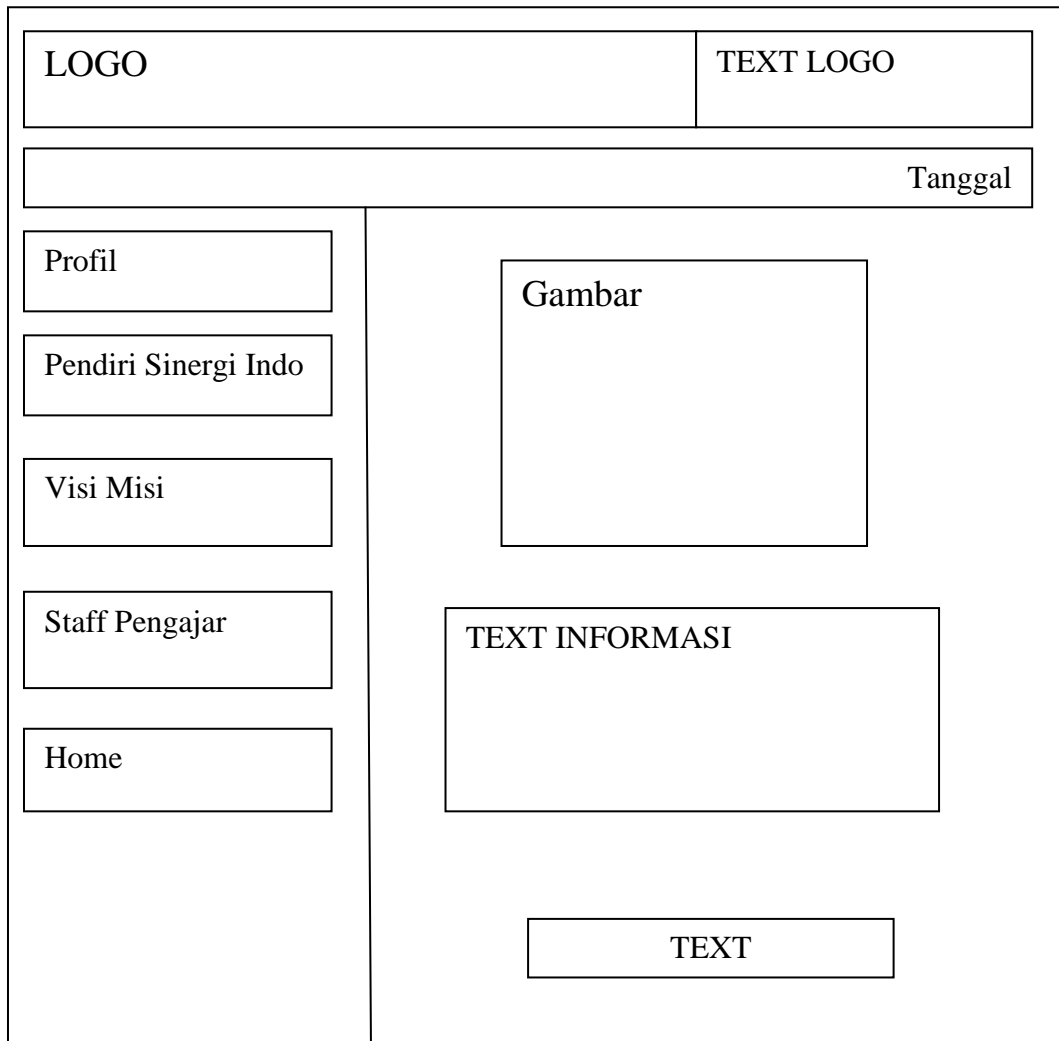 LOGO
TEXT LOGO
Tanggal
Profil
Pendiri Sinergi Indo
Visi Misi
Staff Pengajar
Home
Gambar
TEXT INFORMASI
TEXT